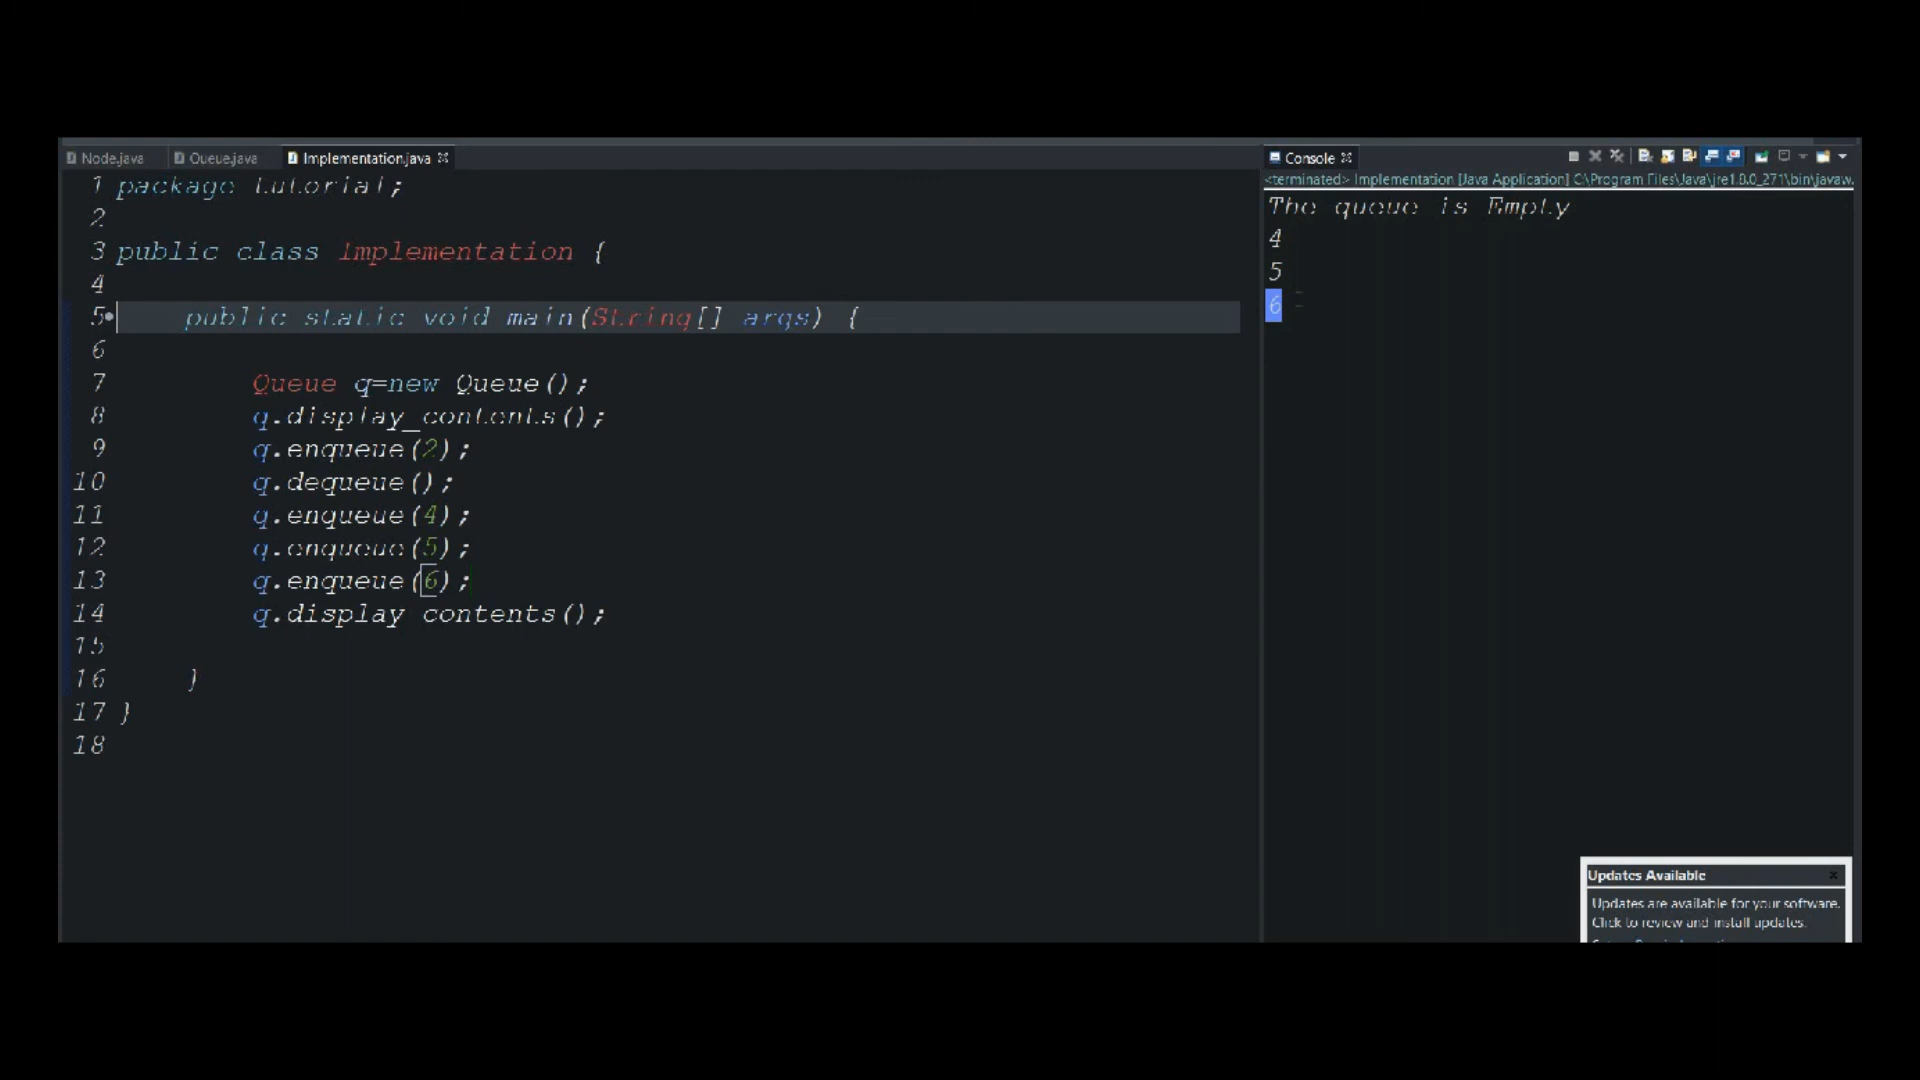 Node.java Queue.java Implementation.java
1 package tutorial;
2
3 public class Implementation {
4
5 public static void main(String[] args) {
6
7 Queue q=new Queue();
8 q.display_contents();
9 q.enqueue(2);
10 q.dequeue();
11 q.enqueue(4);
12 q.enqueue(5);
13 q.enqueue(6);
14 q.display contents();
15
16 }
17 }
18
Console
<terminated> Implementation [Java Application] C:\Program Files\Java\jre1.8.0_271\bin\javaw.
The queue is Empty
4
5
6
Updates Available
Updates are available for your software.
Click to review and install updates.